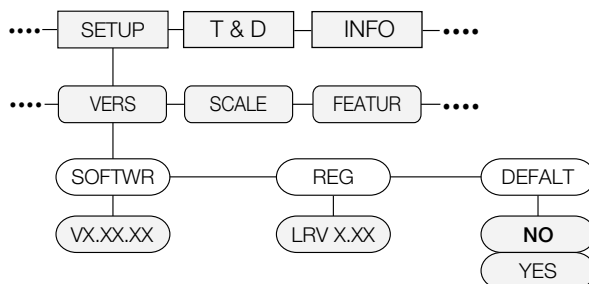 SETUP T & D INFO
VERS SCALE FEATUR
SOFTWR REG DEFALT
VX.XX.XX LRV X.XX NO
YES